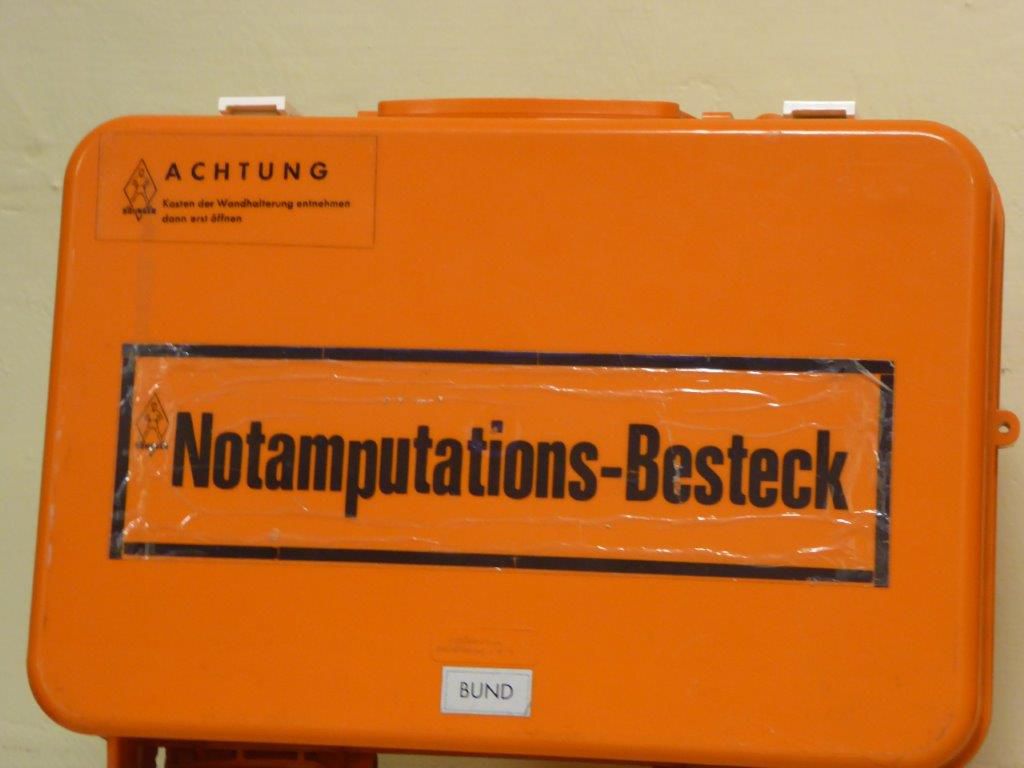 ACHTUNG
Kasten der Wandhalterung entnehmen
dann erst öffnen
Notamputations-Besteck
BUND